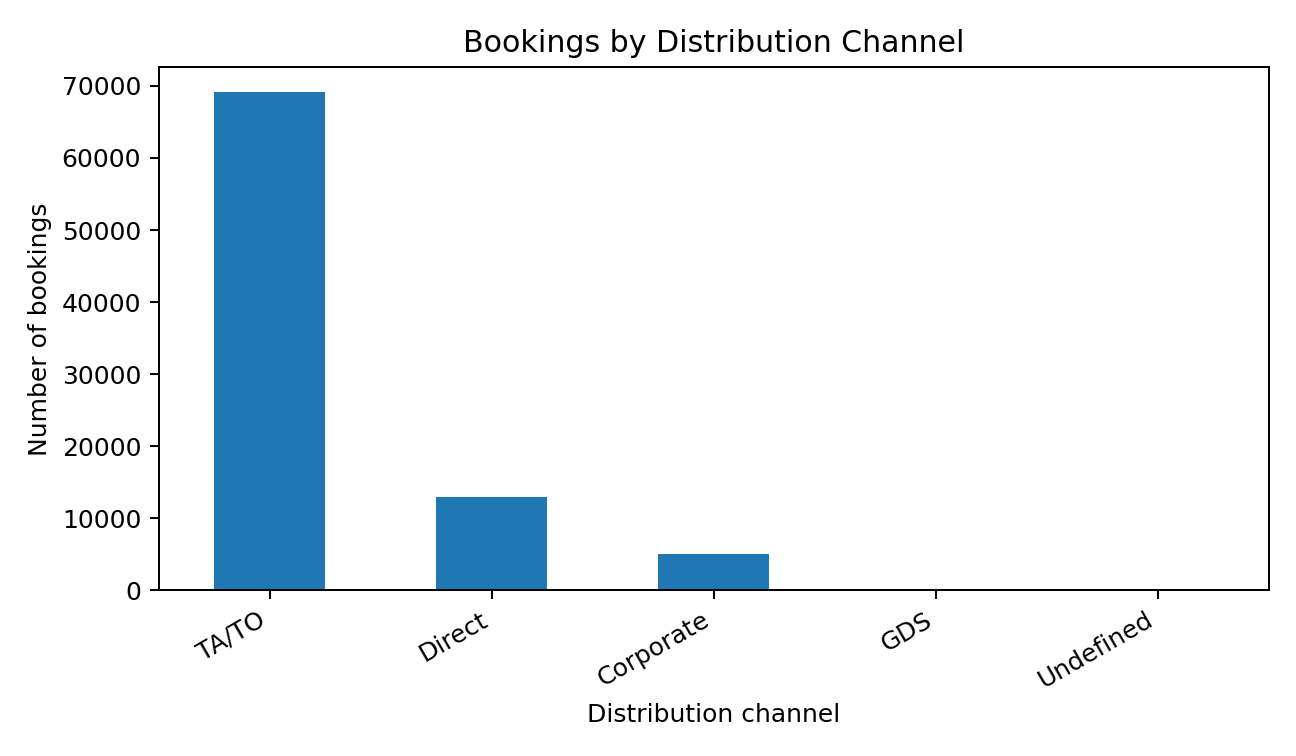 Bookings by Distribution Channel
Number of bookings
70000
60000
50000
40000
30000
20000
10000
0
TA/TO
Direct
Corporate
GDS
Undefined
Distribution channel